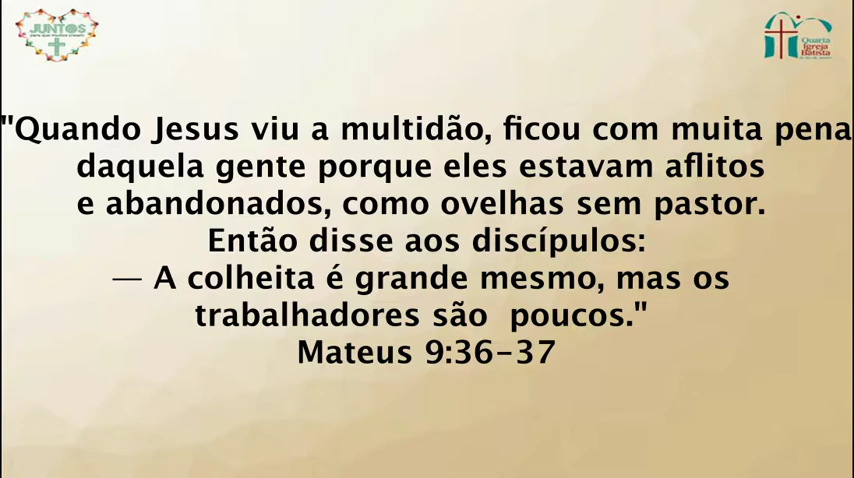 JUNTOS
Quarta
Igreja
Batista
"Quando Jesus viu a multidão, ficou com muita pena
daquela gente porque eles estavam aflitos
e abandonados, como ovelhas sem pastor.
Então disse aos discípulos:
— A colheita é grande mesmo, mas os
trabalhadores são  poucos."
Mateus 9:36-37